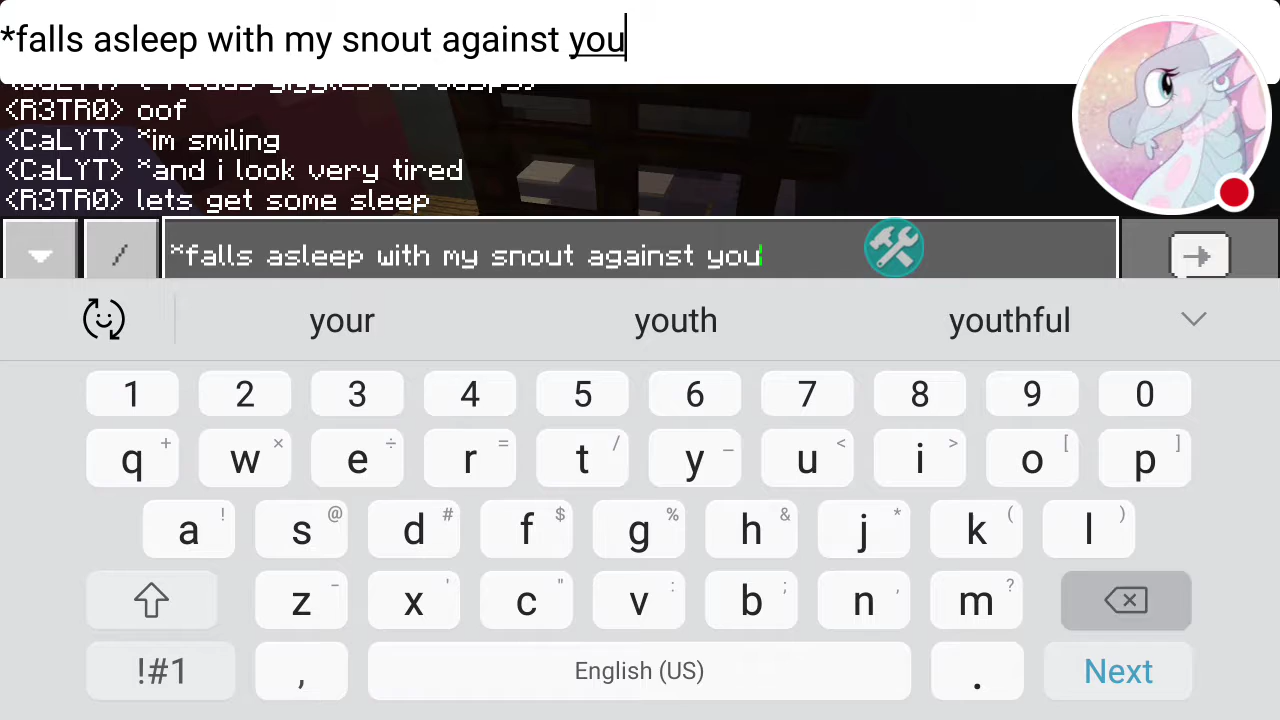 *falls asleep with my snout against you
<R3TR0> oof
<CaLYT> *im smiling
<CaLYT> *and i look very tired
<R3TR0> lets get some sleep
/
*falls asleep with my snout against you
your youth youthful
1 2 3 4 5 6 7 8 9 0
q + w × e ÷ r = t / y _ u < i > o [ p ]
a ! s @ d # f $ g % h & j * k ( l )
z - x ' c " v : b ; n , m ?
!#1 , English (US) . Next